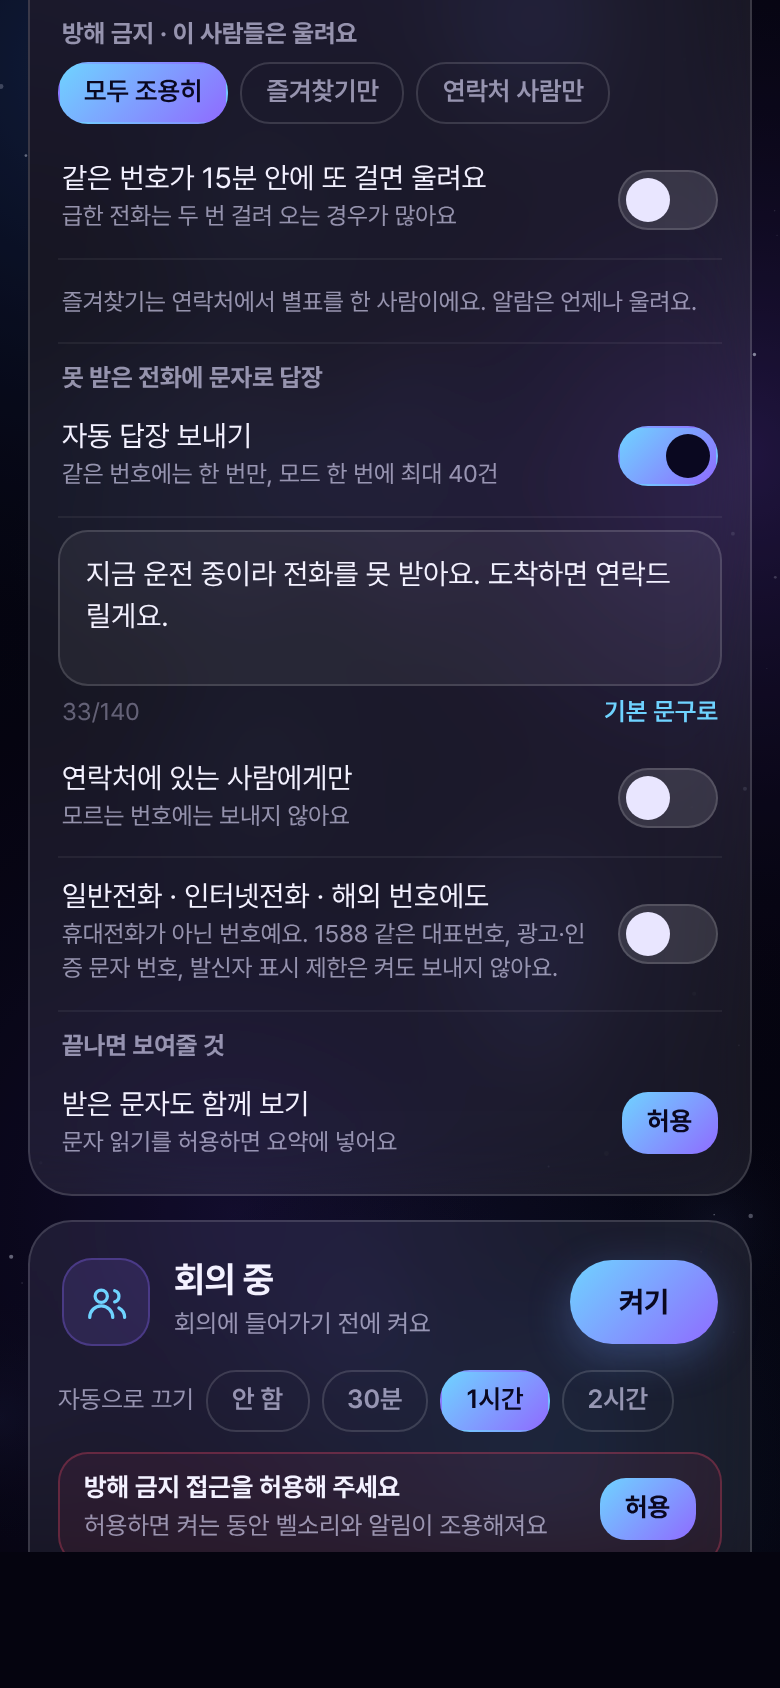 방해 금지 · 이 사람들은 울려요
모두 조용히
즐겨찾기만
연락처 사람만
같은 번호가 15분 안에 또 걸면 울려요
급한 전화는 두 번 걸려 오는 경우가 많아요
즐겨찾기는 연락처에서 별표를 한 사람이에요. 알람은 언제나 울려요.
못 받은 전화에 문자로 답장
자동 답장 보내기
같은 번호에는 한 번만, 모드 한 번에 최대 40건
지금 운전 중이라 전화를 못 받아요. 도착하면 연락드
릴게요.
33/140
기본 문구로
연락처에 있는 사람에게만
모르는 번호에는 보내지 않아요
일반전화 · 인터넷전화 · 해외 번호에도
휴대전화가 아닌 번호예요. 1588 같은 대표번호, 광고·인
증 문자 번호, 발신자 표시 제한은 켜도 보내지 않아요.
끝나면 보여줄 것
받은 문자도 함께 보기
문자 읽기를 허용하면 요약에 넣어요
허용
회의 중
회의에 들어가기 전에 켜요
켜기
자동으로 끄기
안 함
30분
1시간
2시간
방해 금지 접근을 허용해 주세요
허용하면 켜는 동안 벨소리와 알림이 조용해져요
허용